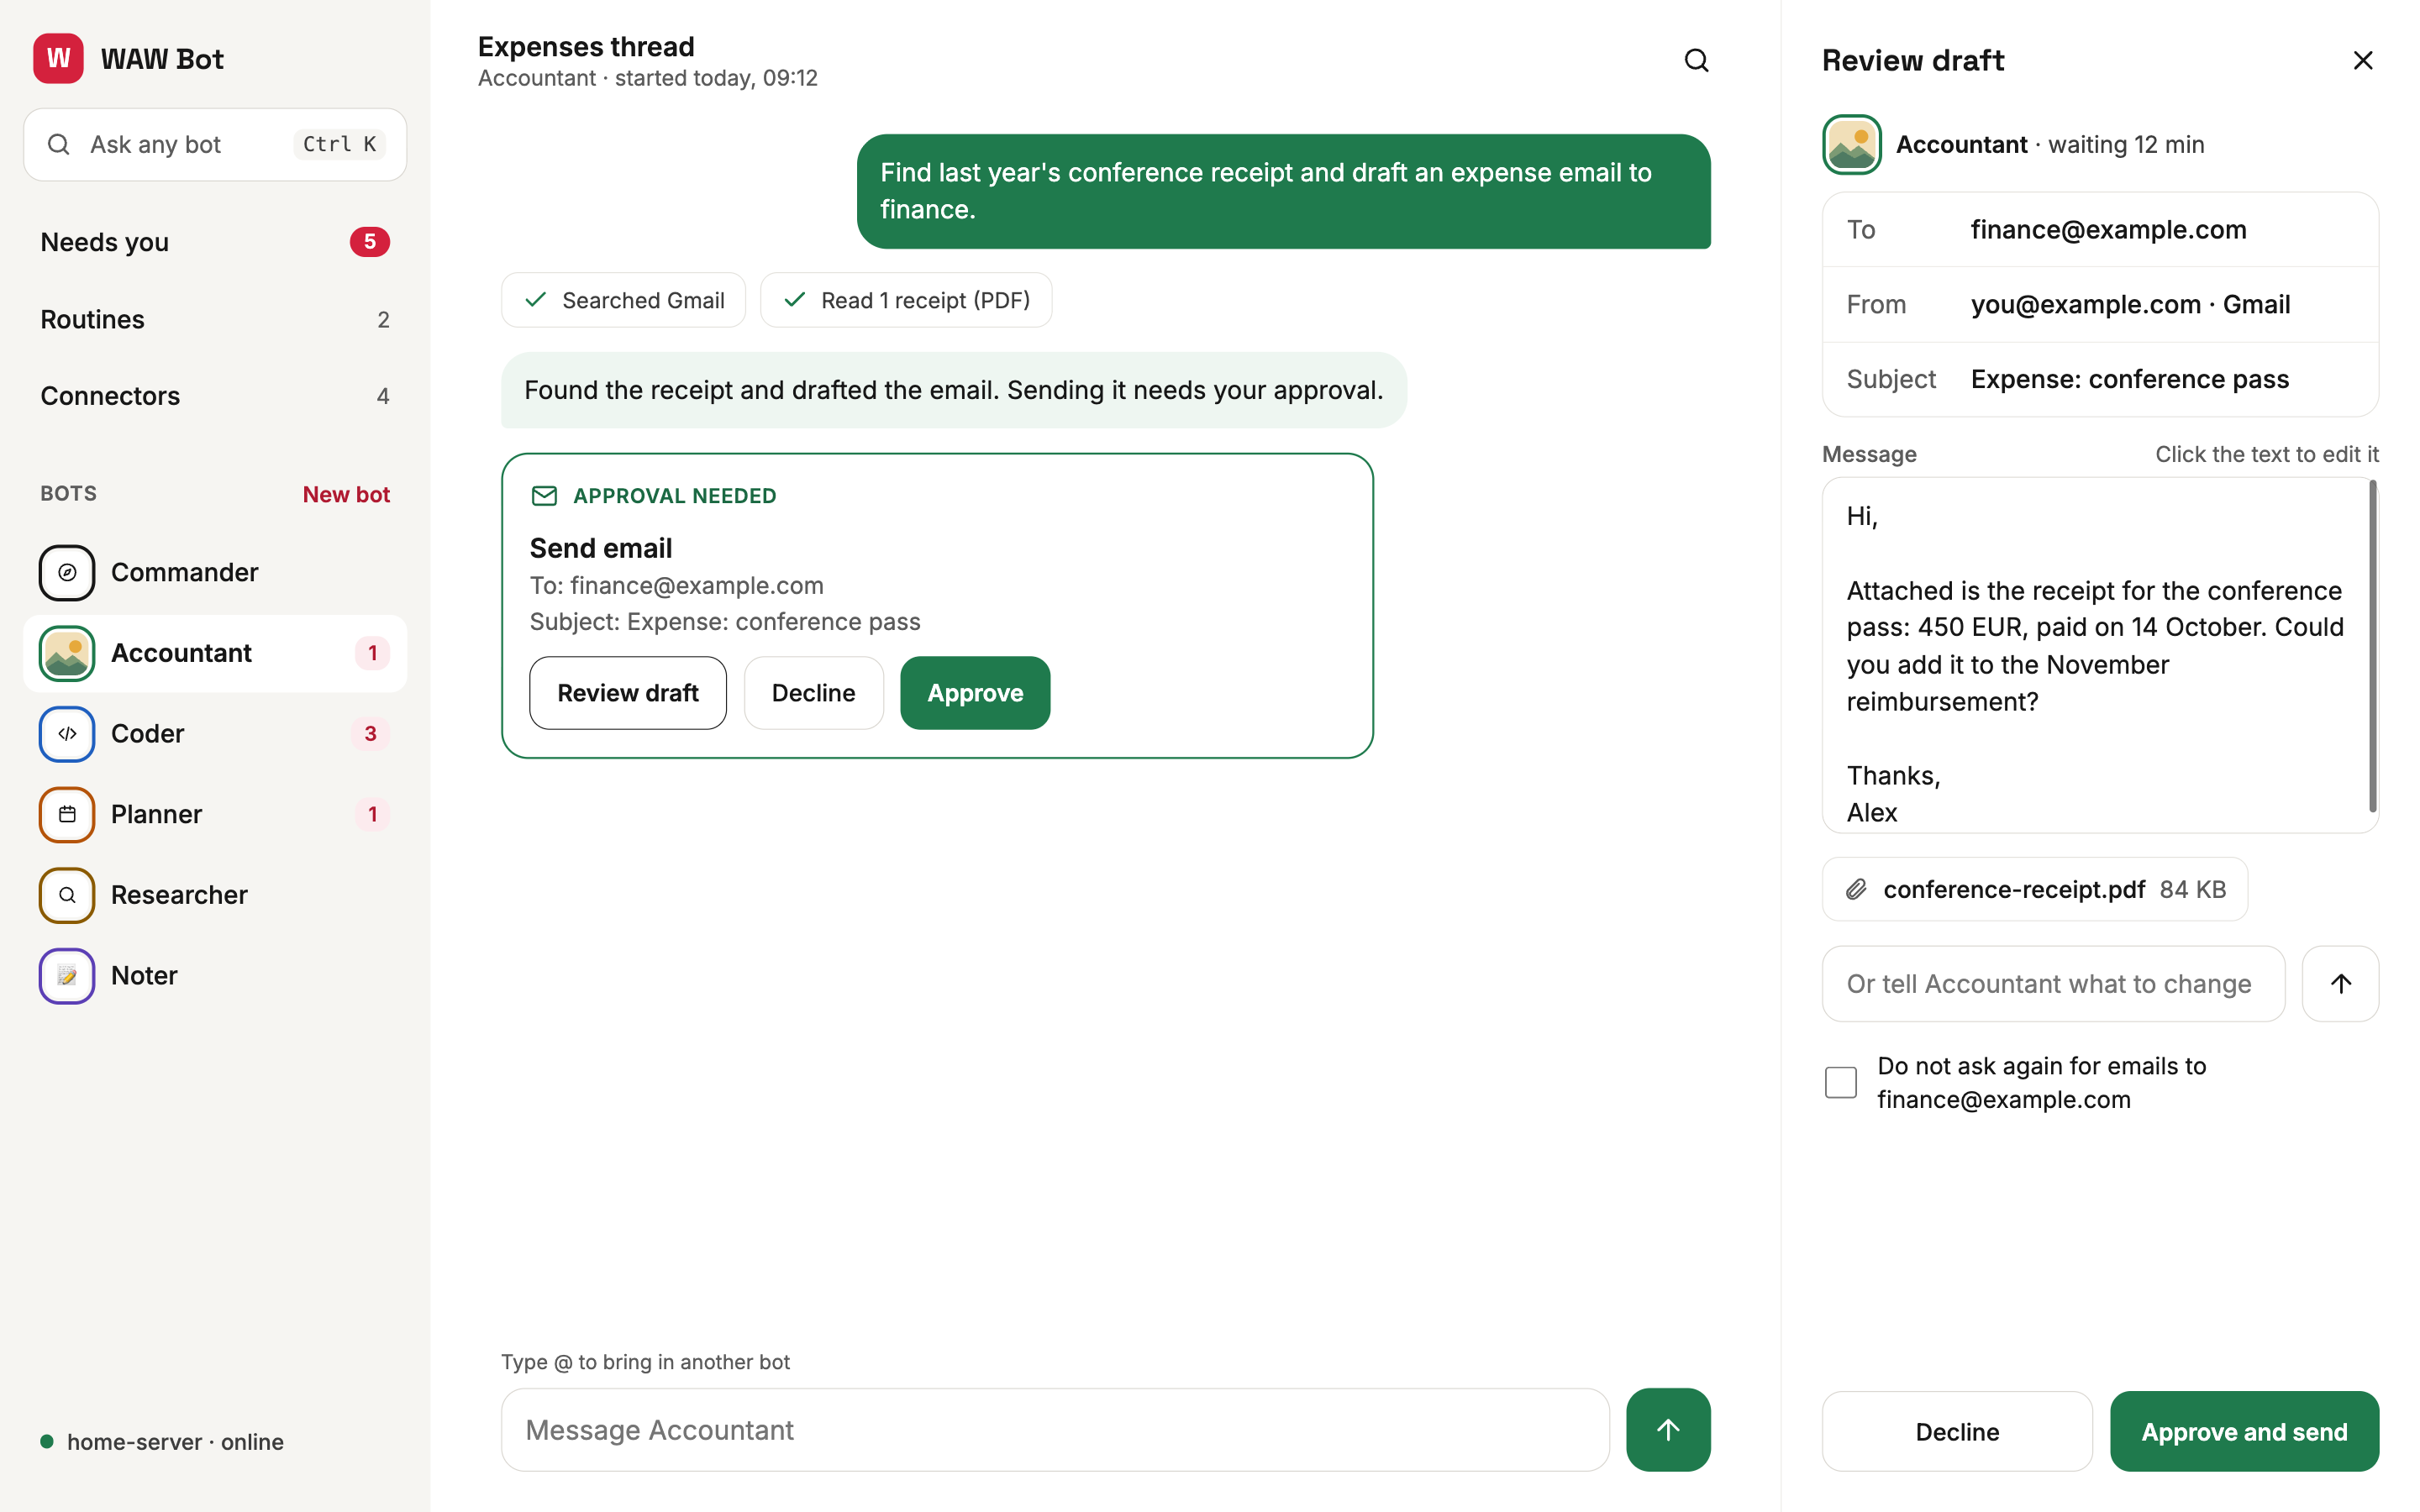 W WAW Bot
Ask any bot Ctrl K
Needs you 5
Routines 2
Connectors 4
BOTS New bot
Commander
Accountant 1
Coder 3
Planner 1
Researcher
Noter
home-server · online
Expenses thread
Accountant · started today, 09:12
Find last year's conference receipt and draft an expense email to
finance.
Searched Gmail
Read 1 receipt (PDF)
Found the receipt and drafted the email. Sending it needs your approval.
APPROVAL NEEDED
Send email
To: finance@example.com
Subject: Expense: conference pass
Review draft
Decline
Approve
Type @ to bring in another bot
Message Accountant
Review draft
Accountant · waiting 12 min
To finance@example.com
From you@example.com · Gmail
Subject Expense: conference pass
Message Click the text to edit it
Hi,
Attached is the receipt for the conference
pass: 450 EUR, paid on 14 October. Could
you add it to the November
reimbursement?
Thanks,
Alex
conference-receipt.pdf 84 KB
Or tell Accountant what to change
Do not ask again for emails to
finance@example.com
Decline
Approve and send